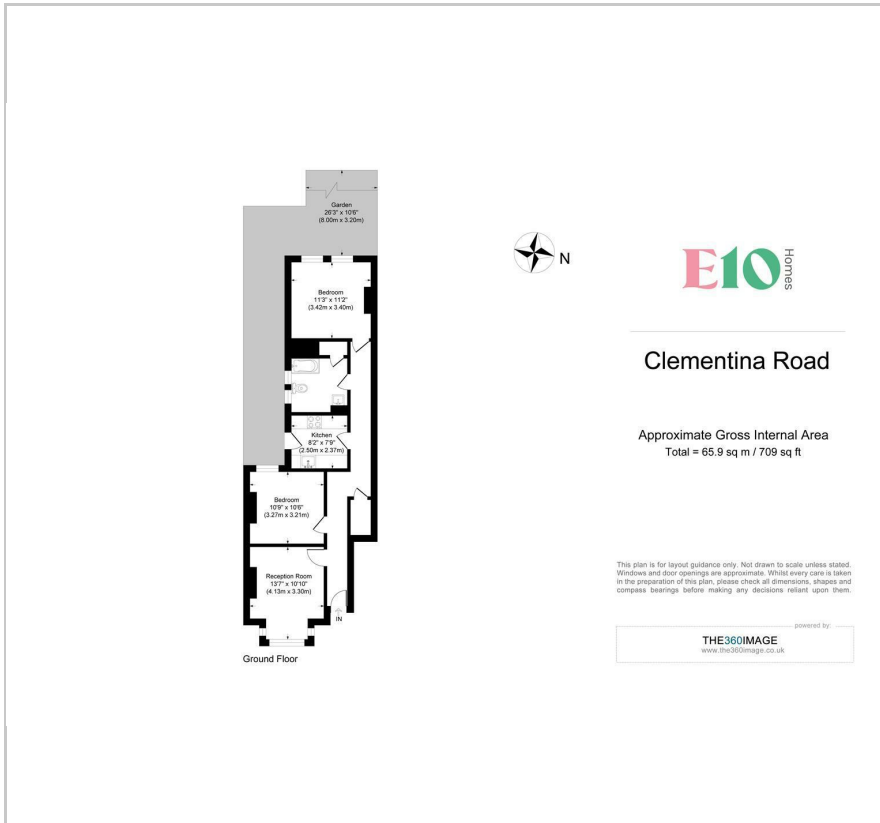 Garden
26'3" x 10'6"
(8.00m x 3.20m)
N
Bedroom
11'3" x 11'2"
(3.42m x 3.40m)
Kitchen
8'2" x 7'9"
(2.50m x 2.37m)
Bedroom
10'9" x 10'6"
(3.27m x 3.21m)
Reception Room
13'7" x 10'10"
(4.13m x 3.30m)
IN
Ground Floor
E10 Homes
Clementina Road
Approximate Gross Internal Area
Total = 65.9 sq m / 709 sq ft
This plan is for layout guidance only. Not drawn to scale unless stated.
Windows and door openings are approximate. Whilst every care is taken
in the preparation of this plan, please check all dimensions, shapes and
compass bearings before making any decisions reliant upon them.
powered by:
THE360IMAGE
www.the360image.co.uk